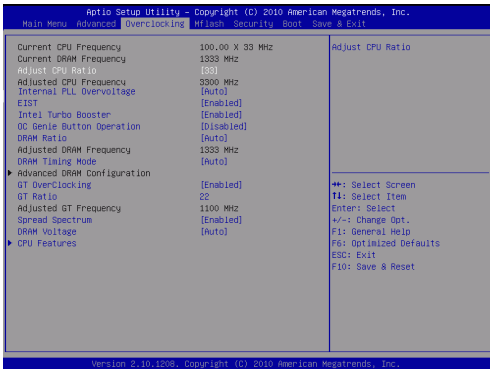 Aptio Setup Utility – Copyright (C) 2010 American Megatrends, Inc.
Main Menu Advanced Overclocking Mflash Security Boot Save & Exit
Current CPU Frequency 100.00 X 33 MHz
Current DRAM Frequency 1333 MHz
Adjust CPU Ratio [33]
Adjusted CPU Frequency 3300 MHz
Internal PLL Overvoltage [Auto]
EIST [Enabled]
Intel Turbo Booster [Enabled]
OC Genie Button Operation [Disabled]
DRAM Ratio [Auto]
Adjusted DRAM Frequency 1333 MHz
DRAM Timing Mode [Auto]
Advanced DRAM Configuration
GT OverClocking [Enabled]
GT Ratio 22
Adjusted GT Frequency 1100 MHz
Spread Spectrum [Enabled]
DRAM Voltage [Auto]
CPU Features
Adjust CPU Ratio
→←: Select Screen
↑↓: Select Item
Enter: Select
+/-: Change Opt.
F1: General Help
F6: Optimized Defaults
ESC: Exit
F10: Save & Reset
Version 2.10.1208. Copyright (C) 2010 American Megatrends, Inc.